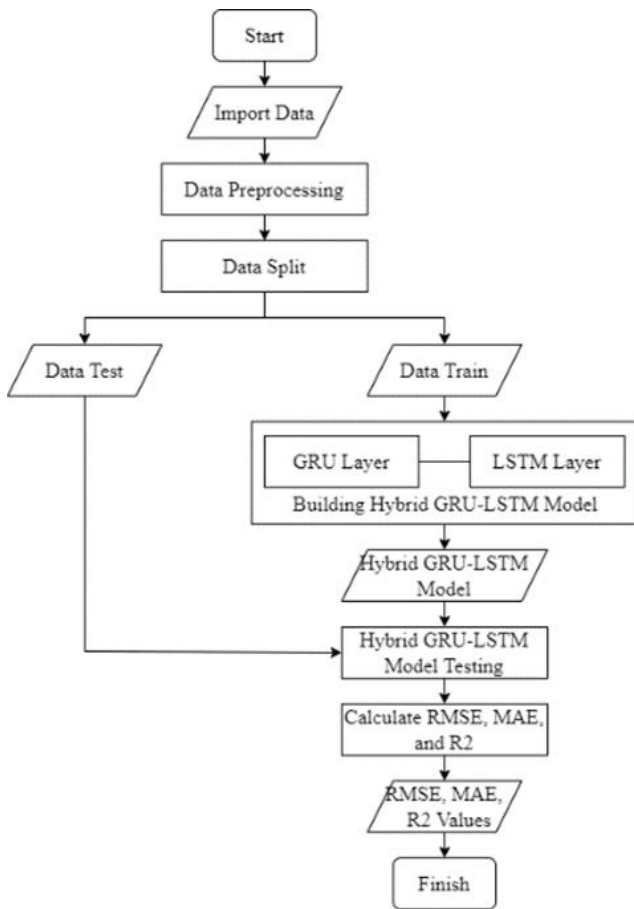 Start
Import Data
Data Preprocessing
Data Split
Data Test
Data Train
GRU Layer
LSTM Layer
Building Hybrid GRU-LSTM Model
Hybrid GRU-LSTM
Model
Hybrid GRU-LSTM
Model Testing
Calculate RMSE, MAE,
and R2
RMSE, MAE,
R2 Values
Finish